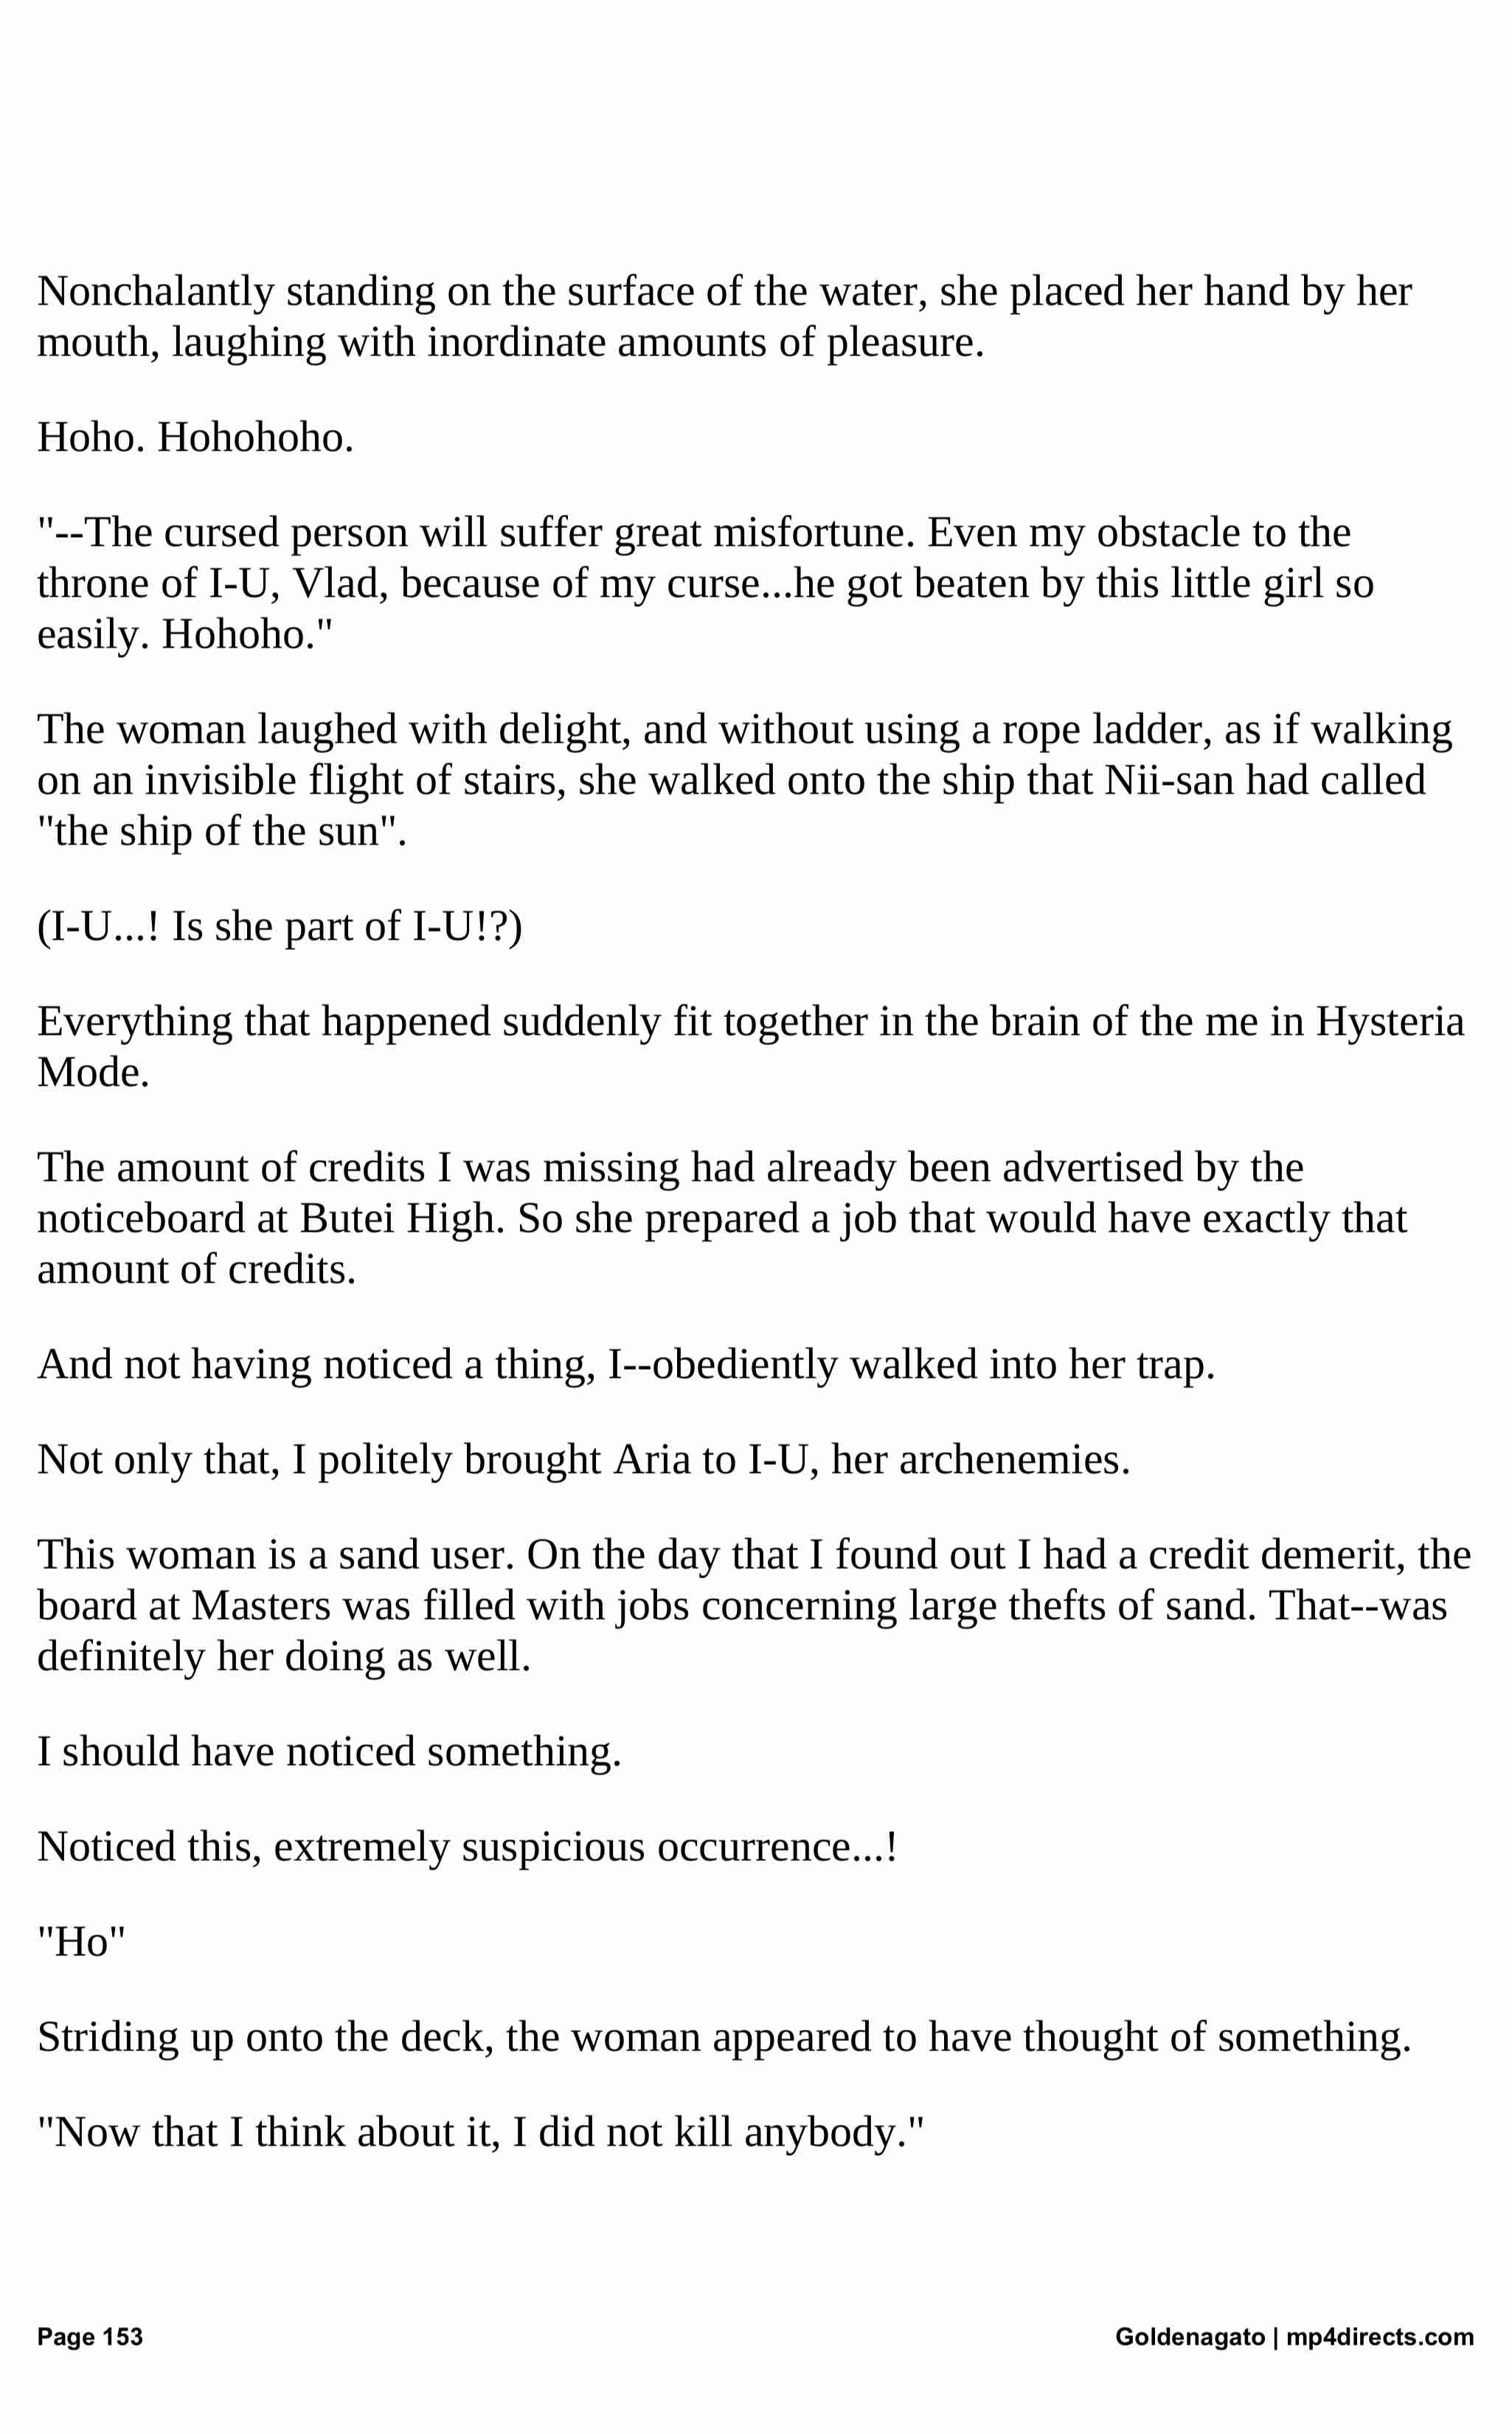 Nonchalantly standing on the surface of the water, she placed her hand by her
mouth, laughing with inordinate amounts of pleasure.
Hoho. Hohohoho.
"--The cursed person will suffer great misfortune. Even my obstacle to the
throne of I-U, Vlad, because of my curse...he got beaten by this little girl so
easily. Hohoho."
The woman laughed with delight, and without using a rope ladder, as if walking
on an invisible flight of stairs, she walked onto the ship that Nii-san had called
"the ship of the sun".
(I-U...! Is she part of I-U!?)
Everything that happened suddenly fit together in the brain of the me in Hysteria
Mode.
The amount of credits I was missing had already been advertised by the
noticeboard at Butei High. So she prepared a job that would have exactly that
amount of credits.
And not having noticed a thing, I--obediently walked into her trap.
Not only that, I politely brought Aria to I-U, her archenemies.
This woman is a sand user. On the day that I found out I had a credit demerit, the
board at Masters was filled with jobs concerning large thefts of sand. That--was
definitely her doing as well.
I should have noticed something.
Noticed this, extremely suspicious occurrence...!
"Ho"
Striding up onto the deck, the woman appeared to have thought of something.
"Now that I think about it, I did not kill anybody."
Page 153
Goldenagato | mp4directs.com